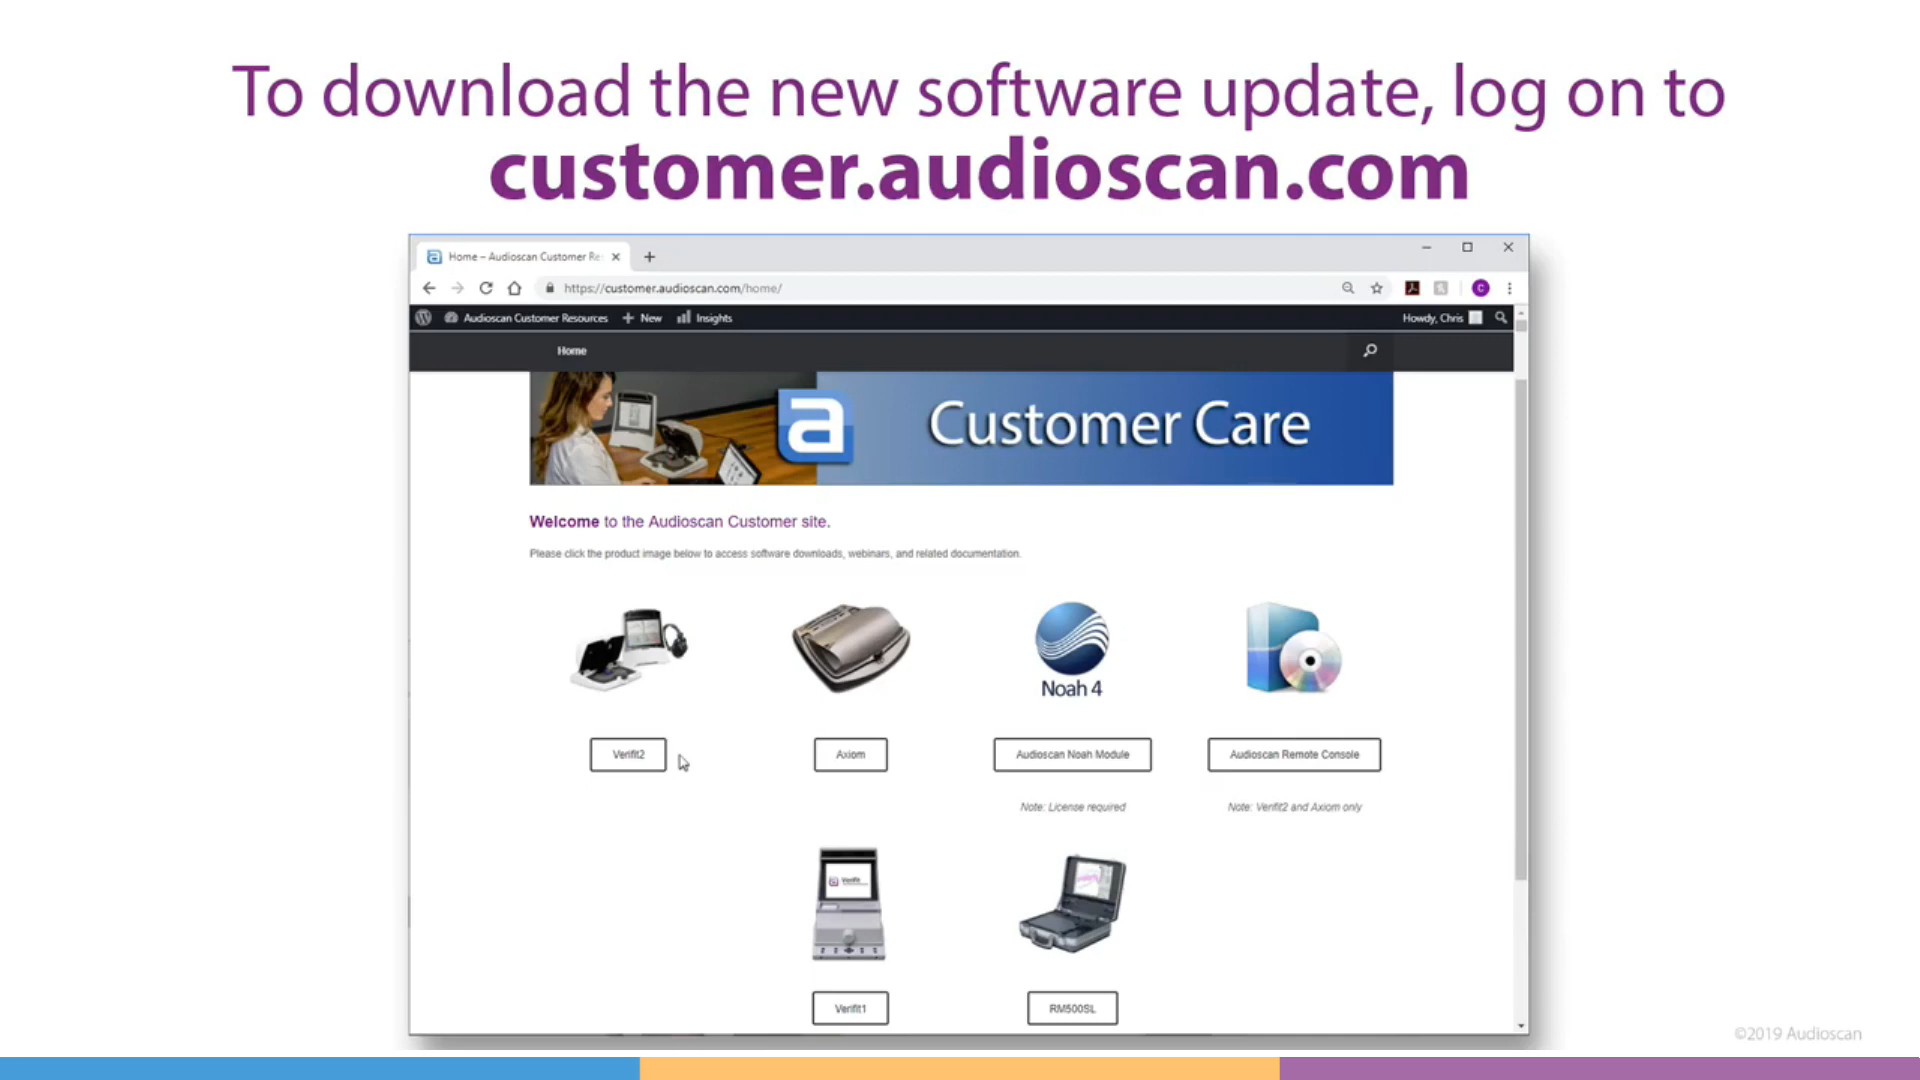 To download the new software update, log on to
customer.audioscan.com
Home – Audioscan Customer Re
https://customer.audioscan.com/home/
Audioscan Customer Resources New Insights Howdy, Chris
Home
a Customer Care
Welcome to the Audioscan Customer site.
Please click the product image below to access software downloads, webinars, and related documentation.
Noah 4
Verifit2 Axiom Audioscan Noah Module Audioscan Remote Console
Note: License required Note: Verifit2 and Axiom only
a Verifit
Verifit1 RM500SL
©2019 Audioscan